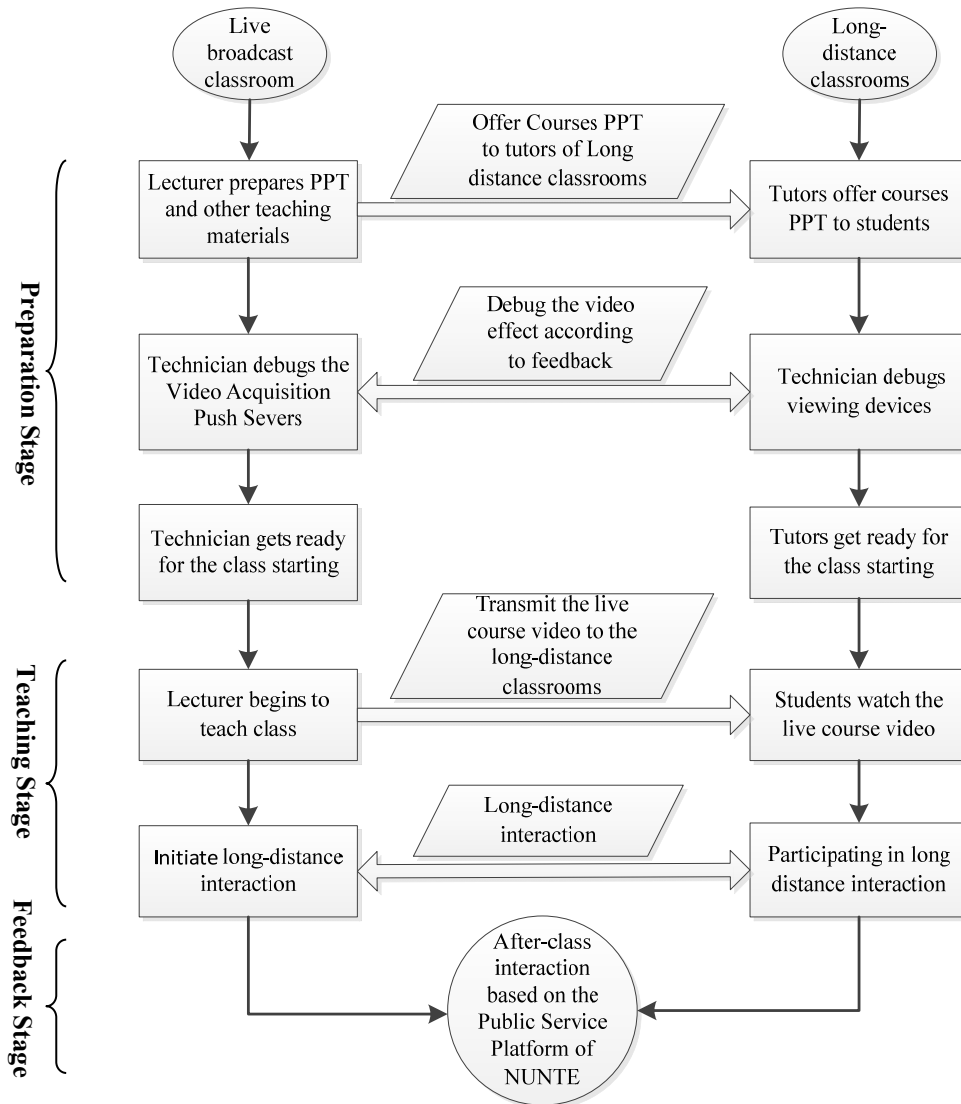 Live
broadcast
classroom
Long-
distance
classrooms
Offer Courses PPT
to tutors of Long
distance classrooms
Lecturer prepares PPT
and other teaching
materials
Tutors offer courses
PPT to students
Preparation Stage
Debug the video
effect according
to feedback
Technician debugs the
Video Acquisition
Push Severs
Technician debugs
viewing devices
Technician gets ready
for the class starting
Tutors get ready for
the class starting
Transmit the live
course video to the
long-distance
classrooms
Teaching Stage
Lecturer begins to
teach class
Students watch the
live course video
Long-distance
interaction
Initiate long-distance
interaction
Participating in long
distance interaction
Feedback Stage
After-class
interaction
based on the
Public Service
Platform of
NUNTE